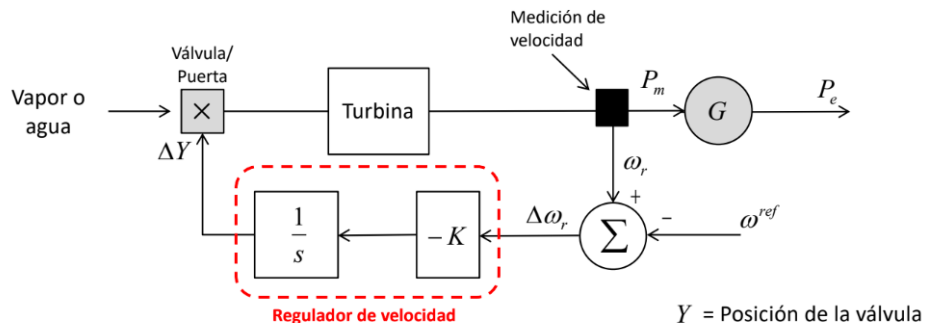 Medición de
velocidad
Válvula/
Puerta
Vapor o
agua
×
Turbina
P_m
G
P_e
ΔY
ω_r
+
1/s
-K
Δω_r
Σ
−
ω^ref
Regulador de velocidad
Y = Posición de la válvula